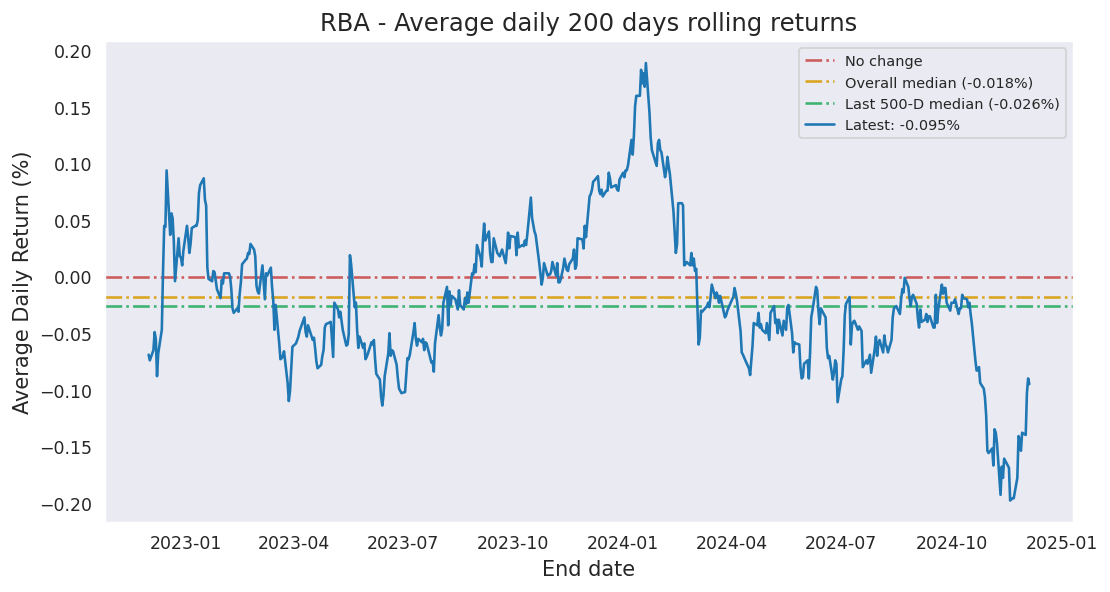 RBA - Average daily 200 days rolling returns
No change
Overall median (-0.018%)
Last 500-D median (-0.026%)
Latest: -0.095%
Average Daily Return (%)
0.20
0.15
0.10
0.05
0.00
−0.05
−0.10
−0.15
−0.20
2023-01 2023-04 2023-07 2023-10 2024-01 2024-04 2024-07 2024-10 2025-01
End date